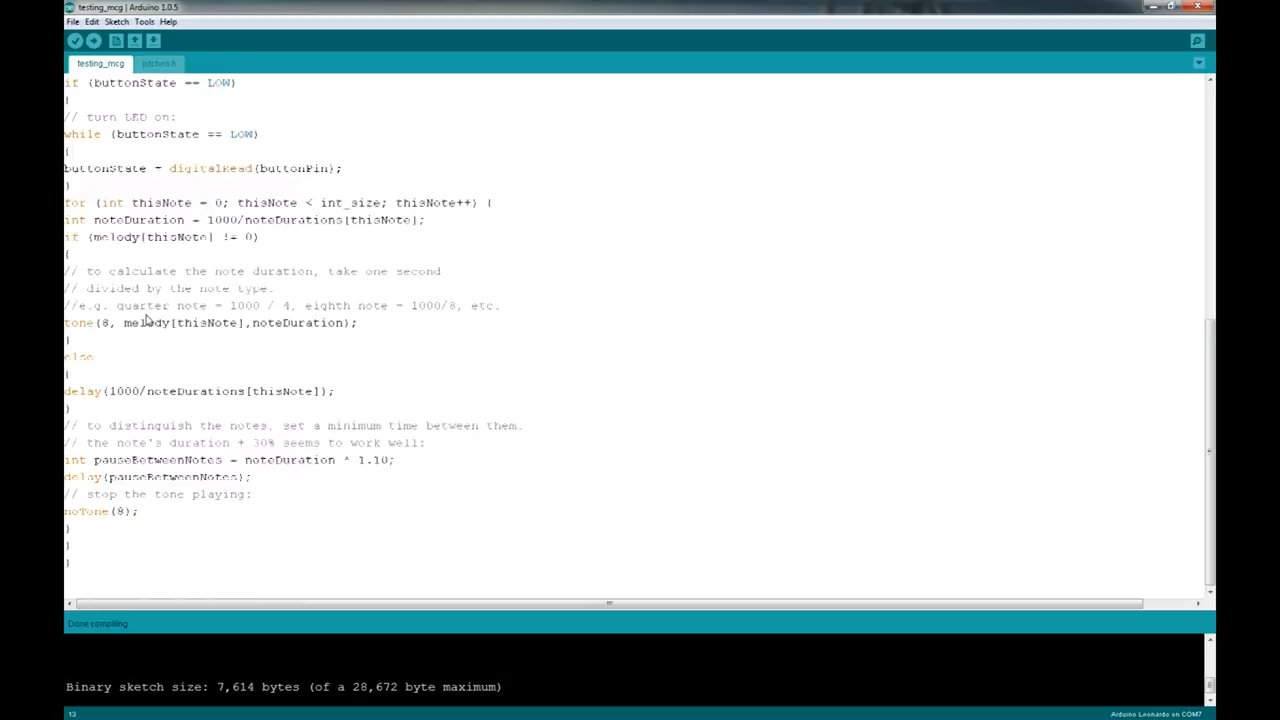 testing_mcg | Arduino 1.0.5
File Edit Sketch Tools Help
testing_mcg pitches.h
if (buttonState == LOW)
{
// turn LED on:
while (buttonState == LOW)
{
buttonState = digitalRead(buttonPin);
}
for (int thisNote = 0; thisNote < int_size; thisNote++) {
int noteDuration = 1000/noteDurations[thisNote];
if (melody[thisNote] != 0)
{
// to calculate the note duration, take one second
// divided by the note type.
//e.g. quarter note = 1000 / 4, eighth note = 1000/8, etc.
tone(8, melody[thisNote],noteDuration);
}
else
{
delay(1000/noteDurations[thisNote]);
}
// to distinguish the notes, set a minimum time between them.
// the note's duration + 30% seems to work well:
int pauseBetweenNotes = noteDuration * 1.10;
delay(pauseBetweenNotes);
// stop the tone playing:
noTone(8);
}
}
}
Done compiling
Binary sketch size: 7,614 bytes (of a 28,672 byte maximum)
13 Arduino Leonardo on COM7